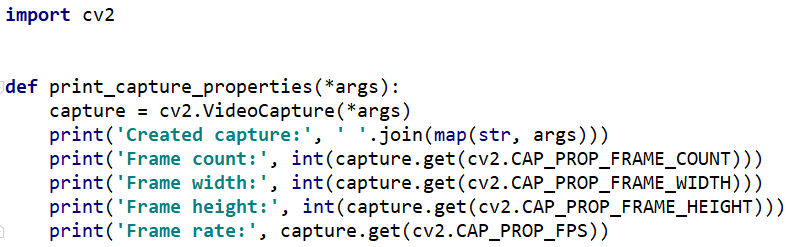 import cv2
def print_capture_properties(*args):
    capture = cv2.VideoCapture(*args)
    print('Created capture:', ' '.join(map(str, args)))
    print('Frame count:', int(capture.get(cv2.CAP_PROP_FRAME_COUNT)))
    print('Frame width:', int(capture.get(cv2.CAP_PROP_FRAME_WIDTH)))
    print('Frame height:', int(capture.get(cv2.CAP_PROP_FRAME_HEIGHT)))
    print('Frame rate:', capture.get(cv2.CAP_PROP_FPS))